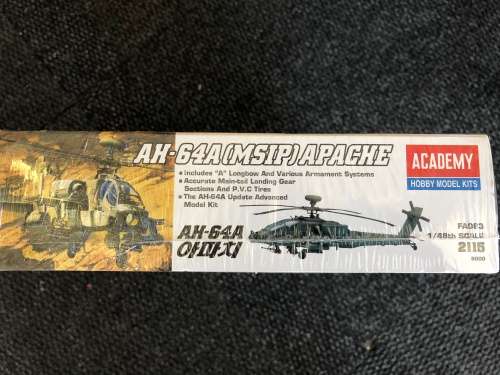 AH-64A(MSIP)APACHE
• Includes "A" Longbow And Various Armament Systems
• Accurate Main-tail Landing Gear
Sections And P.V.C Tires
• The AH-64A Update Advanced
Model Kit
AH-64A
아파치
ACADEMY
HOBBY MODEL KITS
1/48th SCALE
2115